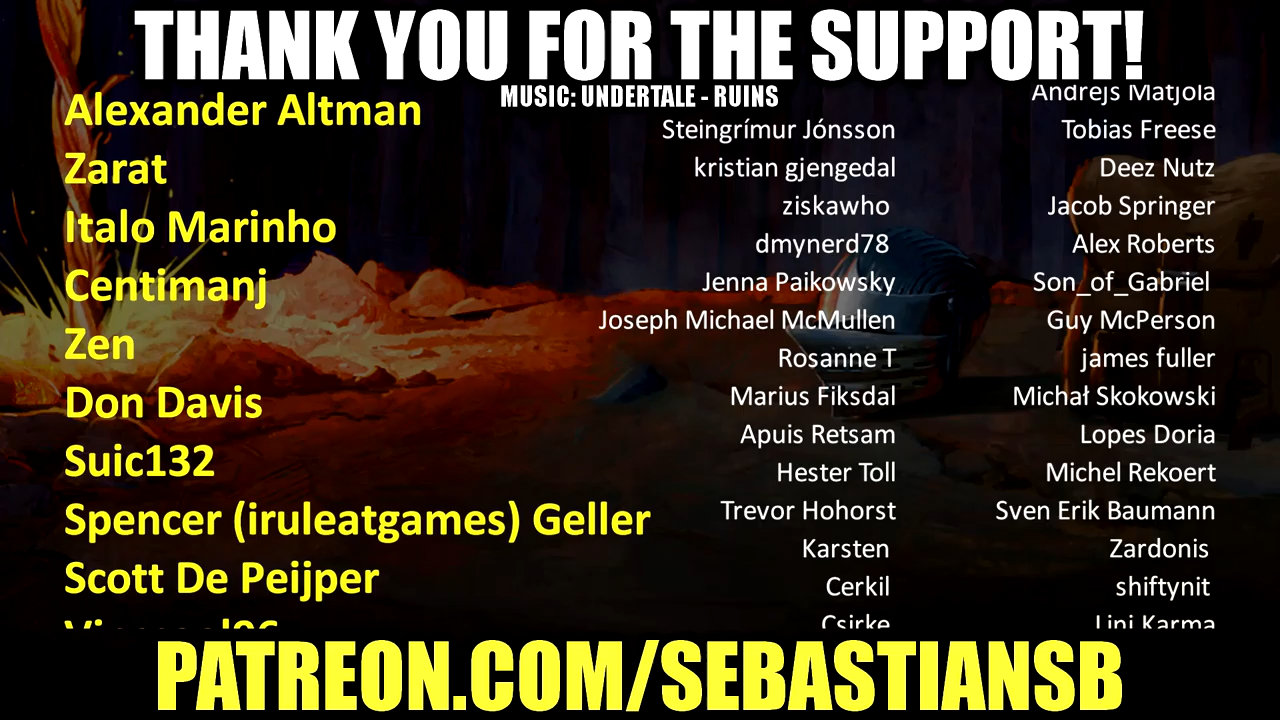 THANK YOU FOR THE SUPPORT!
MUSIC: UNDERTALE - RUINS
Alexander Altman
Zarat
Italo Marinho
Centimanj
Zen
Don Davis
Suic132
Spencer (iruleatgames) Geller
Scott De Peijper
Steingrímur Jónsson
kristian gjengedal
ziskawho
dmynerd78
Jenna Paikowsky
Joseph Michael McMullen
Rosanne T
Marius Fiksdal
Apuis Retsam
Hester Toll
Trevor Hohorst
Karsten
Cerkil
Csirke
Andrejs Matjola
Tobias Freese
Deez Nutz
Jacob Springer
Alex Roberts
Son_of_Gabriel
Guy McPerson
james fuller
Michał Skokowski
Lopes Doria
Michel Rekoert
Sven Erik Baumann
Zardonis
shiftynit
Lini Karma
PATREON.COM/SEBASTIANSB